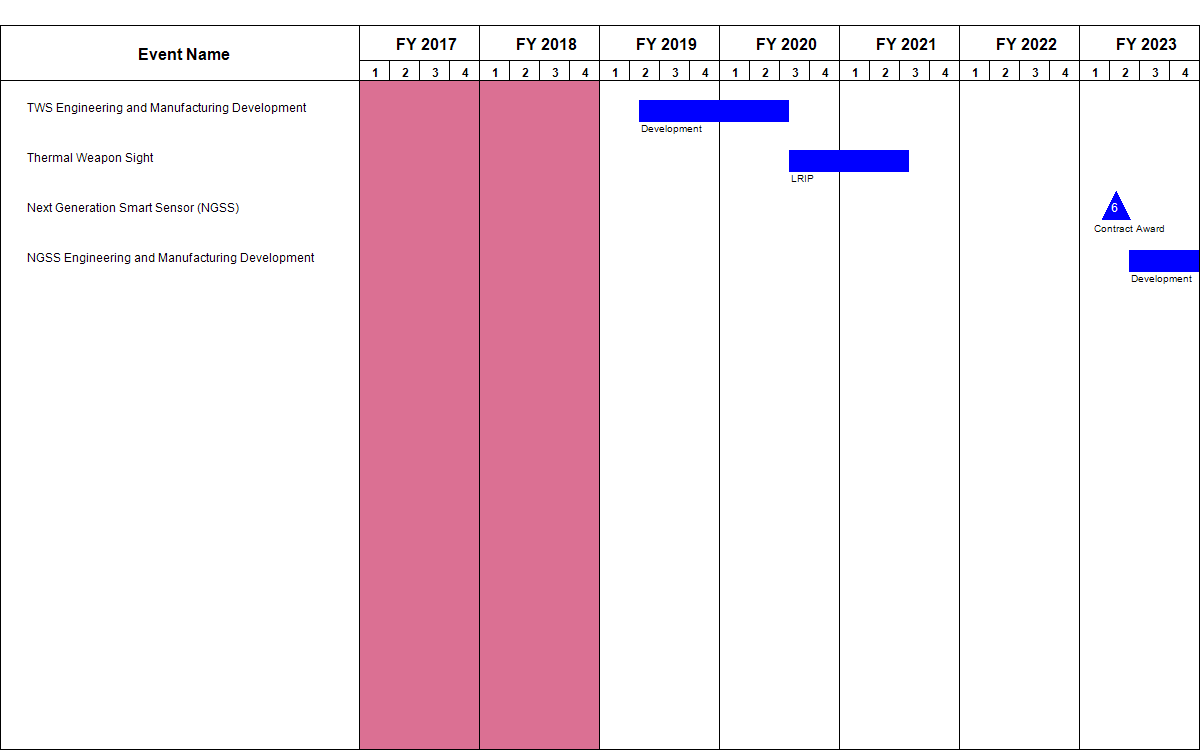 Event Name
FY 2017 FY 2018 FY 2019 FY 2020 FY 2021 FY 2022 FY 2023
1 2 3 4 1 2 3 4 1 2 3 4 1 2 3 4 1 2 3 4 1 2 3 4 1 2 3 4
TWS Engineering and Manufacturing Development
Development
Thermal Weapon Sight
LRIP
Next Generation Smart Sensor (NGSS)
6
Contract Award
NGSS Engineering and Manufacturing Development
Development